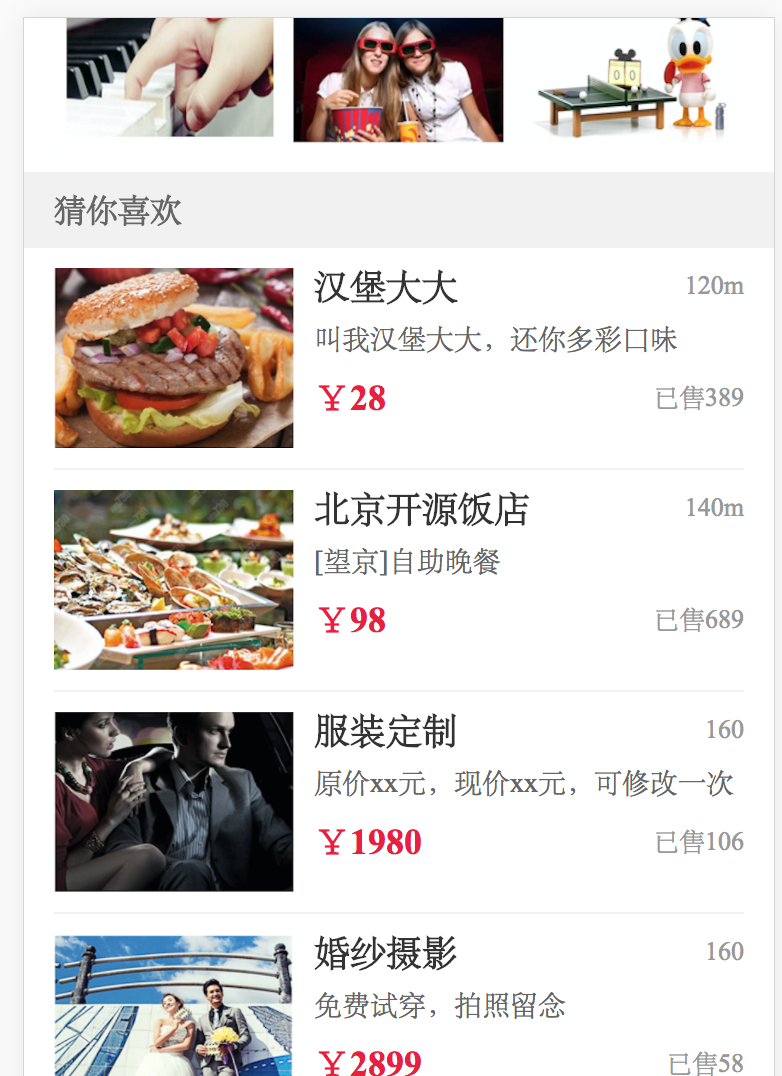 猜你喜欢
汉堡大大
120m
叫我汉堡大大，还你多彩口味
￥28
已售389
北京开源饭店
140m
[望京]自助晚餐
￥98
已售689
服装定制
160
原价xx元，现价xx元，可修改一次
￥1980
已售106
婚纱摄影
160
免费试穿，拍照留念
￥2899
已售58